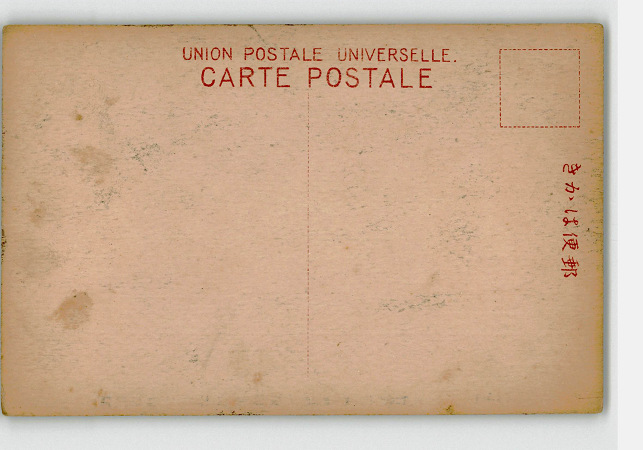 UNION POSTALE UNIVERSELLE.
CARTE POSTALE
きかは便郵